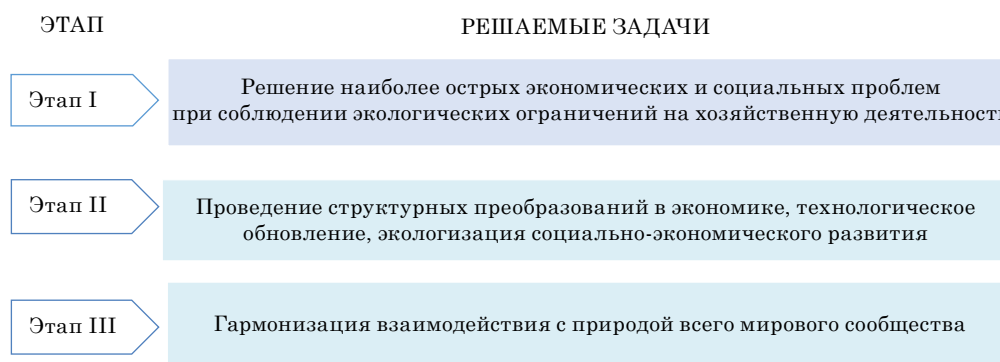 ЭТАП
РЕШАЕМЫЕ ЗАДАЧИ
Этап I
Решение наиболее острых экономических и социальных проблем
при соблюдении экологических ограничений на хозяйственную деятельность
Этап II
Проведение структурных преобразований в экономике, технологическое
обновление, экологизация социально-экономического развития
Этап III
Гармонизация взаимодействия с природой всего мирового сообщества